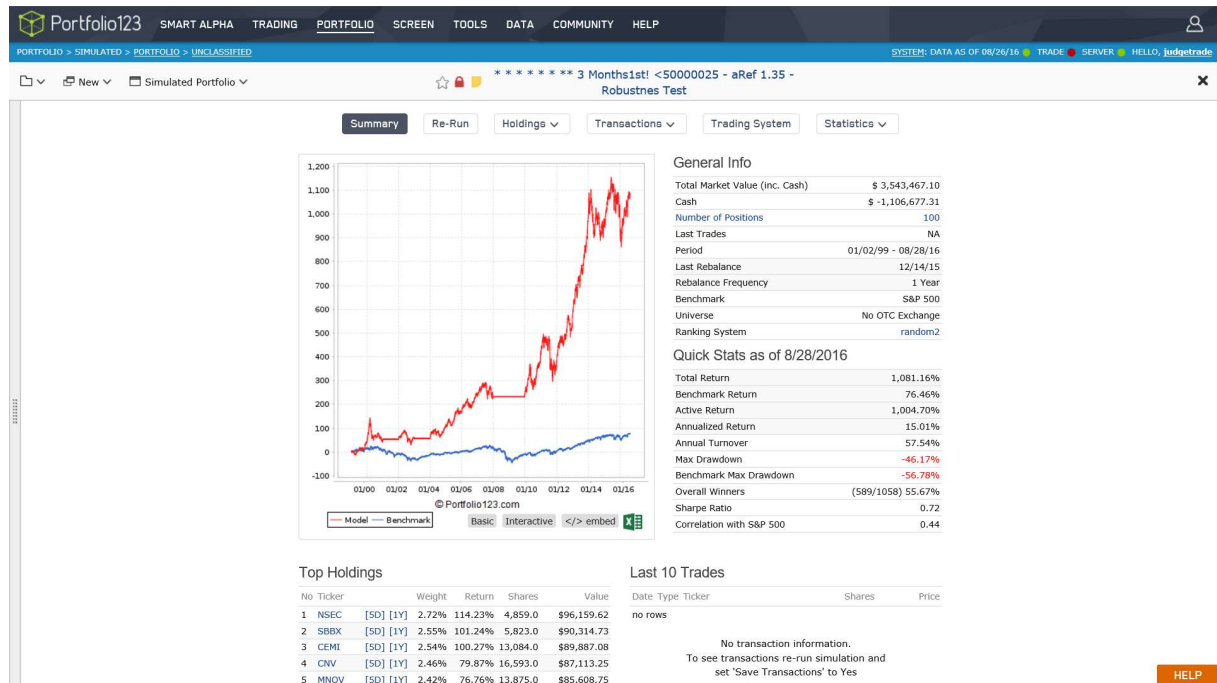 Portfolio123 SMART ALPHA TRADING PORTFOLIO SCREEN TOOLS DATA COMMUNITY HELP
PORTFOLIO > SIMULATED > PORTFOLIO > UNCLASSIFIED SYSTEM: DATA AS OF 08/26/16 TRADE SERVER HELLO, judgetrade
New Simulated Portfolio * * * * * * ** 3 Months1st! <50000025 - aRef 1.35 -
Robustnes Test
Summary Re-Run Holdings Transactions Trading System Statistics
1,200
1,100
1,000
900
800
700
600
500
400
300
200
100
0
-100
01/00 01/02 01/04 01/06 01/08 01/10 01/12 01/14 01/16
© Portfolio123.com
Model Benchmark Basic Interactive </> embed
General Info
Total Market Value (inc. Cash) $ 3,543,467.10
Cash $ -1,106,677.31
Number of Positions 100
Last Trades NA
Period 01/02/99 - 08/28/16
Last Rebalance 12/14/15
Rebalance Frequency 1 Year
Benchmark S&P 500
Universe No OTC Exchange
Ranking System random2
Quick Stats as of 8/28/2016
Total Return 1,081.16%
Benchmark Return 76.46%
Active Return 1,004.70%
Annualized Return 15.01%
Annual Turnover 57.54%
Max Drawdown -46.17%
Benchmark Max Drawdown -56.78%
Overall Winners (589/1058) 55.67%
Sharpe Ratio 0.72
Correlation with S&P 500 0.44
Top Holdings
No Ticker Weight Return Shares Value
1 NSEC [5D] [1Y] 2.72% 114.23% 4,859.0 $96,159.62
2 SBBX [5D] [1Y] 2.55% 101.24% 5,823.0 $90,314.73
3 CEMI [5D] [1Y] 2.54% 100.27% 13,084.0 $89,887.08
4 CNV [5D] [1Y] 2.46% 79.87% 16,593.0 $87,113.25
5 MNOV [5D] [1Y] 2.42% 76.76% 13,875.0 $85,608.75
Last 10 Trades
Date Type Ticker Shares Price
no rows
No transaction information.
To see transactions re-run simulation and
set 'Save Transactions' to Yes
HELP